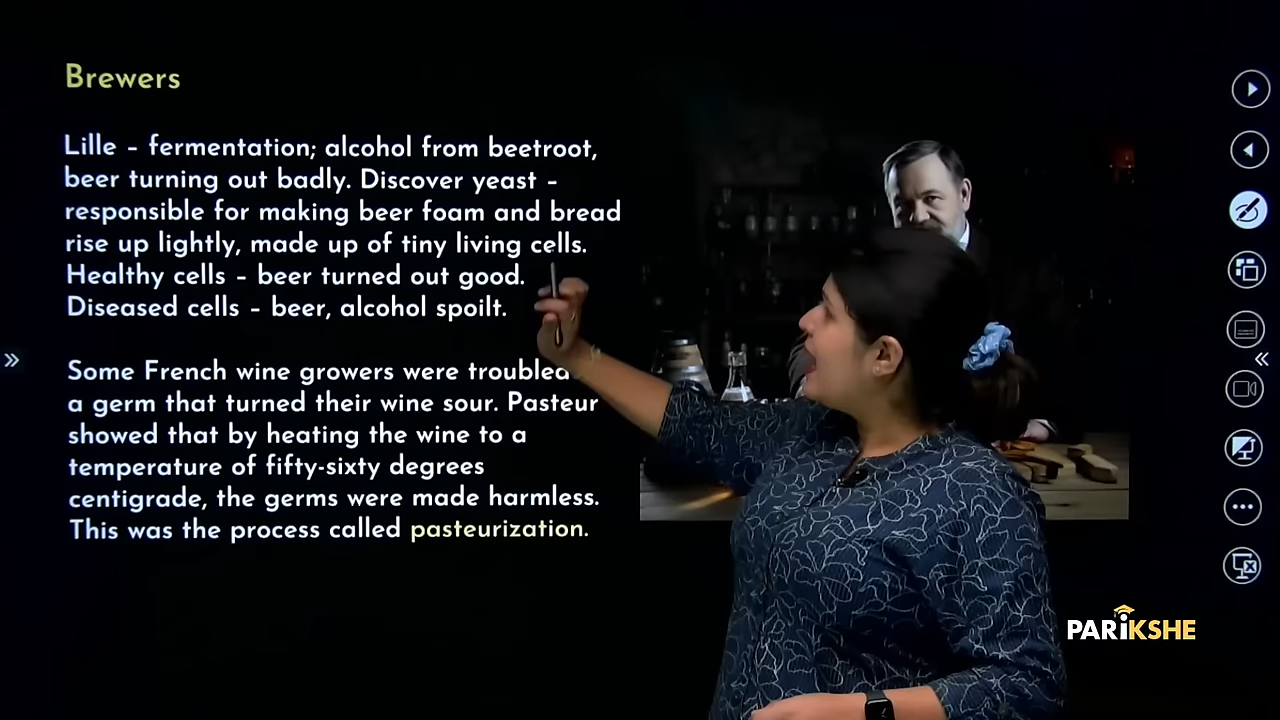 Brewers
Lille – fermentation; alcohol from beetroot,
beer turning out badly. Discover yeast –
responsible for making beer foam and bread
rise up lightly, made up of tiny living cells.
Healthy cells – beer turned out good.
Diseased cells – beer, alcohol spoilt.
Some French wine growers were troubled
a germ that turned their wine sour. Pasteur
showed that by heating the wine to a
temperature of fifty-sixty degrees
centigrade, the germs were made harmless.
This was the process called pasteurization.
PARIKSHE